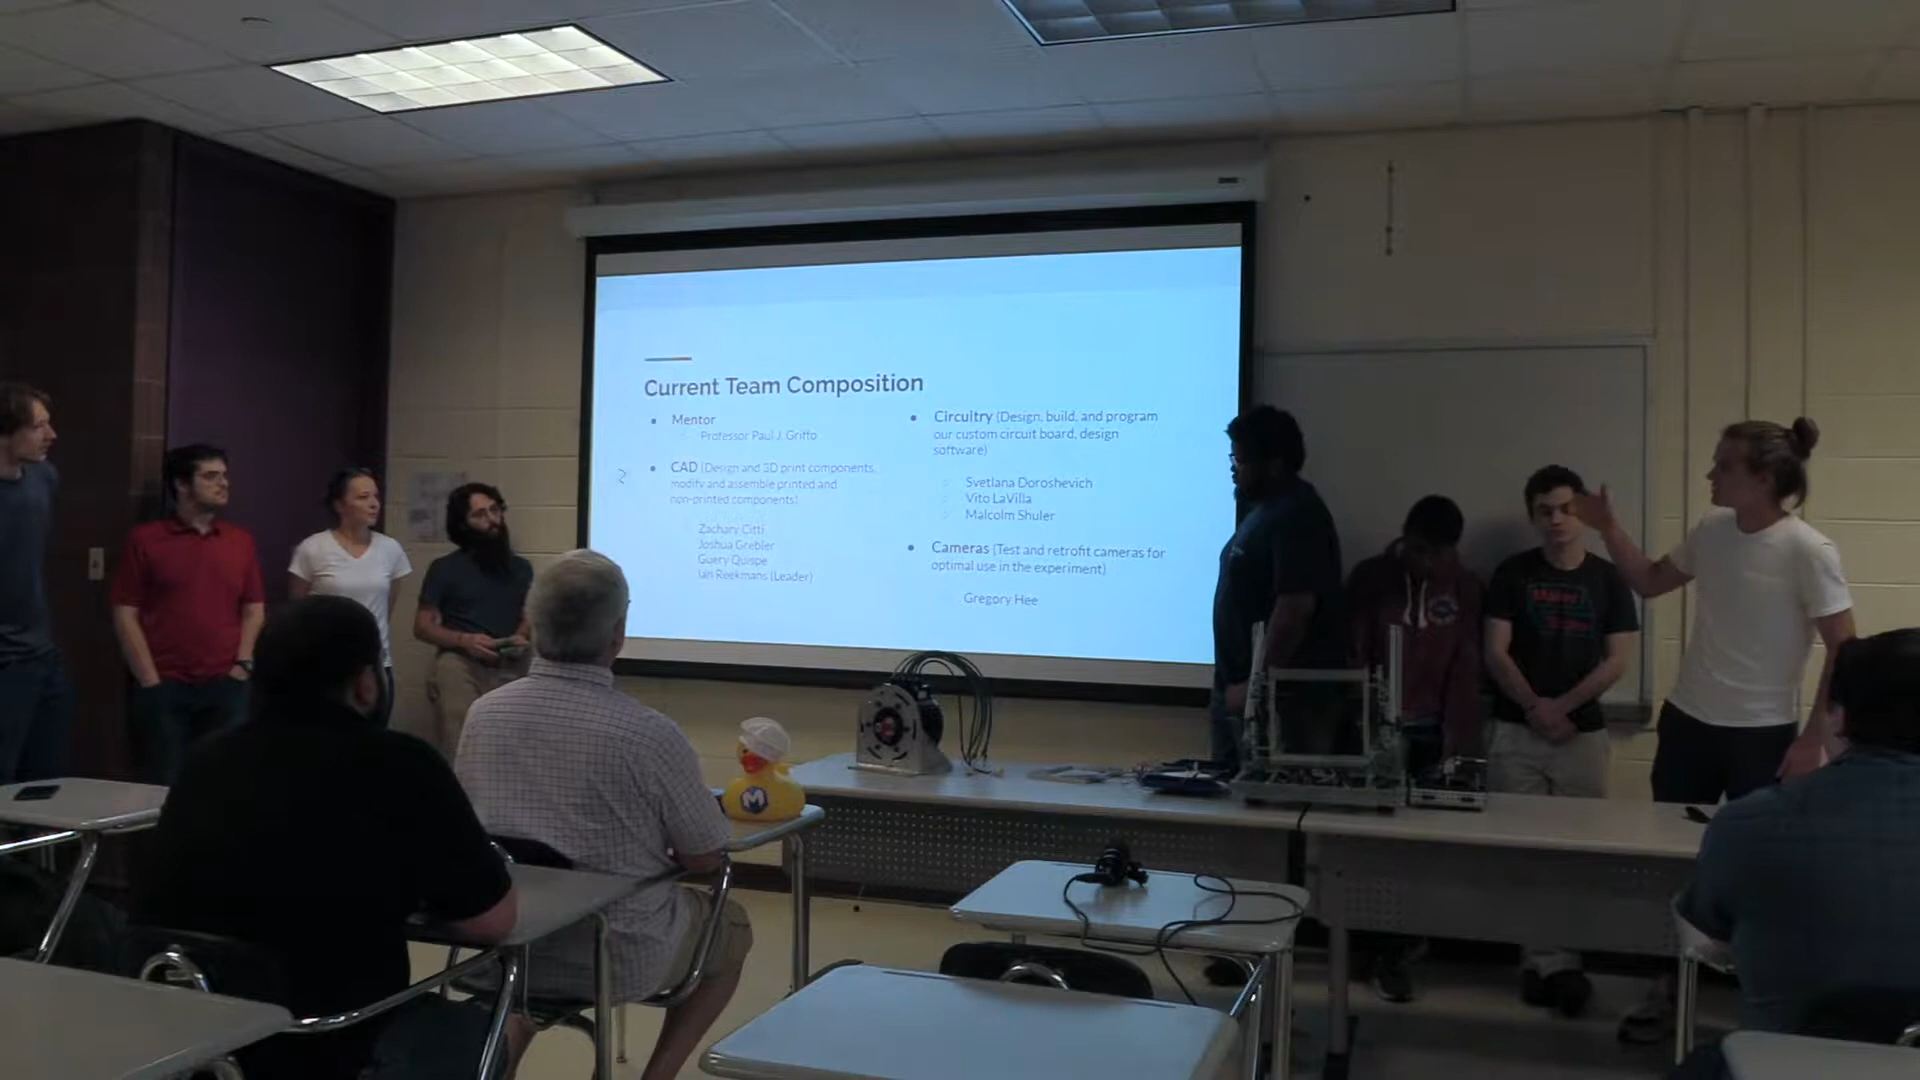 Current Team Composition
Mentor
Professor Paul J. Griffo
CAD (Design and 3D print components,
modify and assemble printed and
non-printed components)
Zachary Citti
Joshua Grebler
Guery Quispe
Ian Reekmans (Leader)
Circuitry (Design, build, and program
our custom circuit board, design
software)
Svetlana Doroshevich
Vito LaVilla
Malcolm Shuler
Cameras (Test and retrofit cameras for
optimal use in the experiment)
Gregory Hee
M